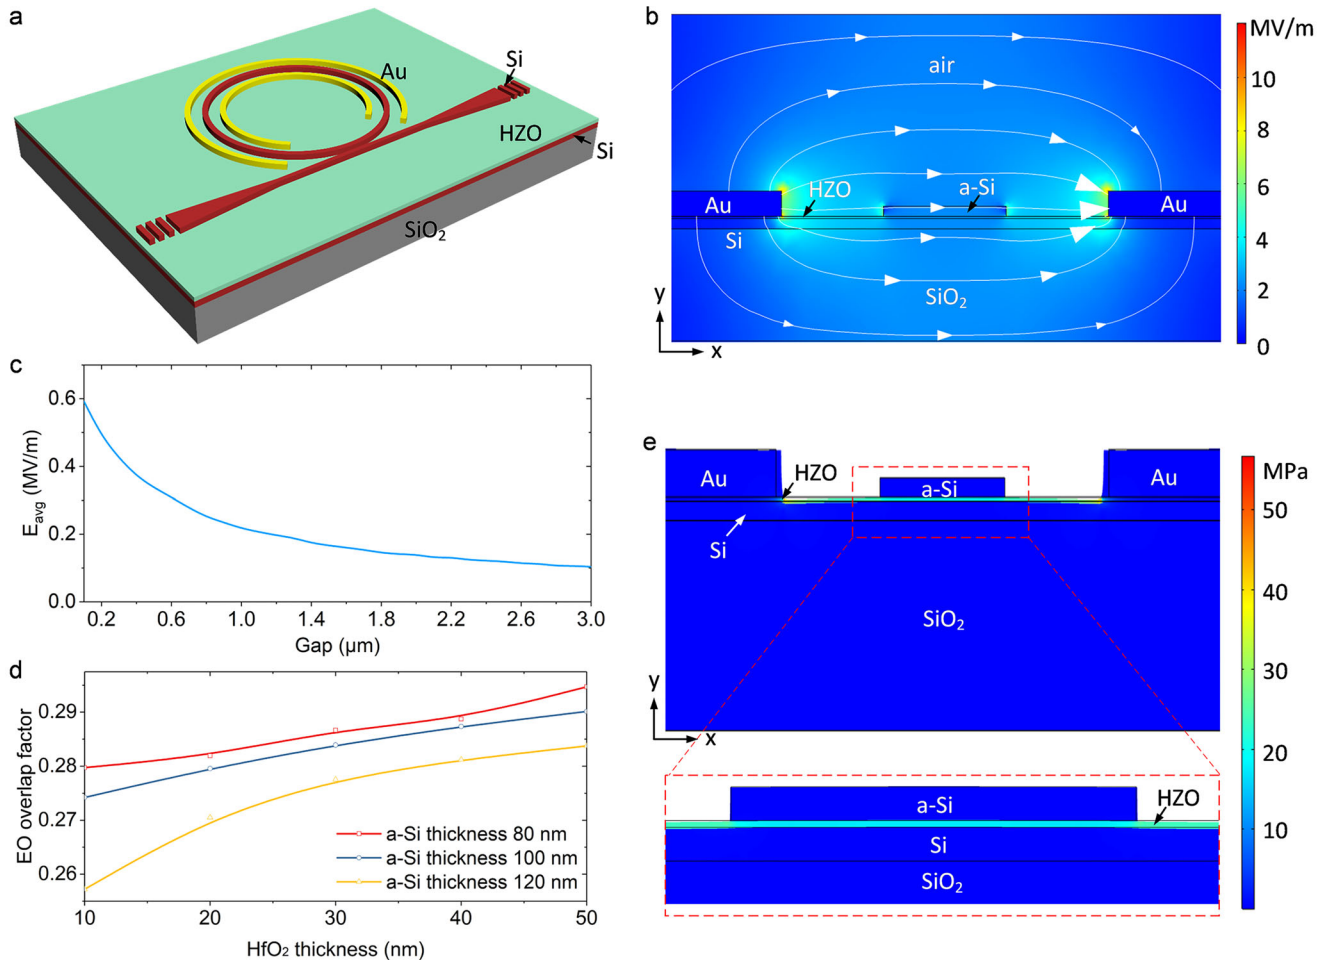 a
Au
Si
HZO
Si
SiO2
b
MV/m
air
10
8
HZO
a-Si
6
Au
Au
Si
4
SiO2
2
y
x
0
c
0.6
0.4
0.2
0.0
Eavg (MV/m)
0.2 0.6 1.0 1.4 1.8 2.2 2.6 3.0
Gap (μm)
d
0.29
0.28
0.27
0.26
EO overlap factor
a-Si thickness 80 nm
a-Si thickness 100 nm
a-Si thickness 120 nm
10 20 30 40 50
HfO2 thickness (nm)
e
MPa
Au
HZO
a-Si
Au
50
Si
40
SiO2
30
y
x
20
HZO
a-Si
10
Si
SiO2